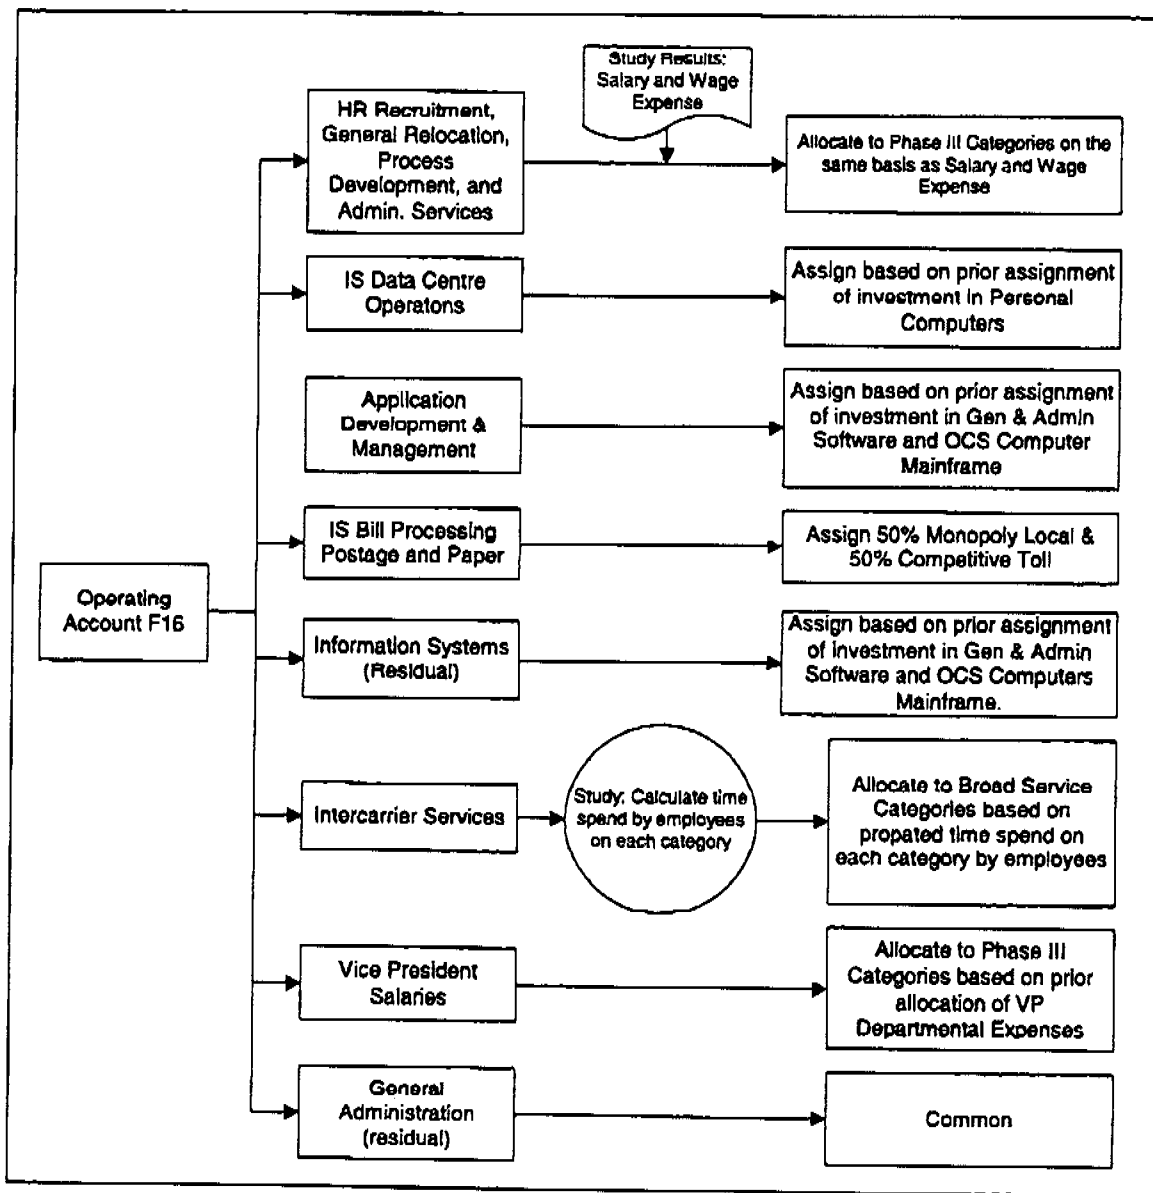 Study Results:
Salary and Wage
Expense
HR Recruitment,
General Relocation,
Process
Development, and
Admin. Services
Allocate to Phase III Categories on the
same basis as Salary and Wage
Expense
IS Data Centre
Operatons
Assign based on prior assignment
of investment in Personal
Computers
Application
Development &
Management
Assign based on prior assignment
of investment in Gen & Admin
Software and OCS Computer
Mainframe
IS Bill Processing
Postage and Paper
Assign 50% Monopoly Local &
50% Competitive Toll
Operating
Account F16
Information Systems
(Residual)
Assign based on prior assignment
of investment in Gen & Admin
Software and OCS Computers
Mainframe.
Intercarrier Services
Study: Calculate time
spend by employees
on each category
Allocate to Broad Service
Categories based on
propated time spend on
each category by employees
Vice President
Salaries
Allocate to Phase III
Categories based on prior
allocation of VP
Departmental Expenses
General
Administration
(residual)
Common